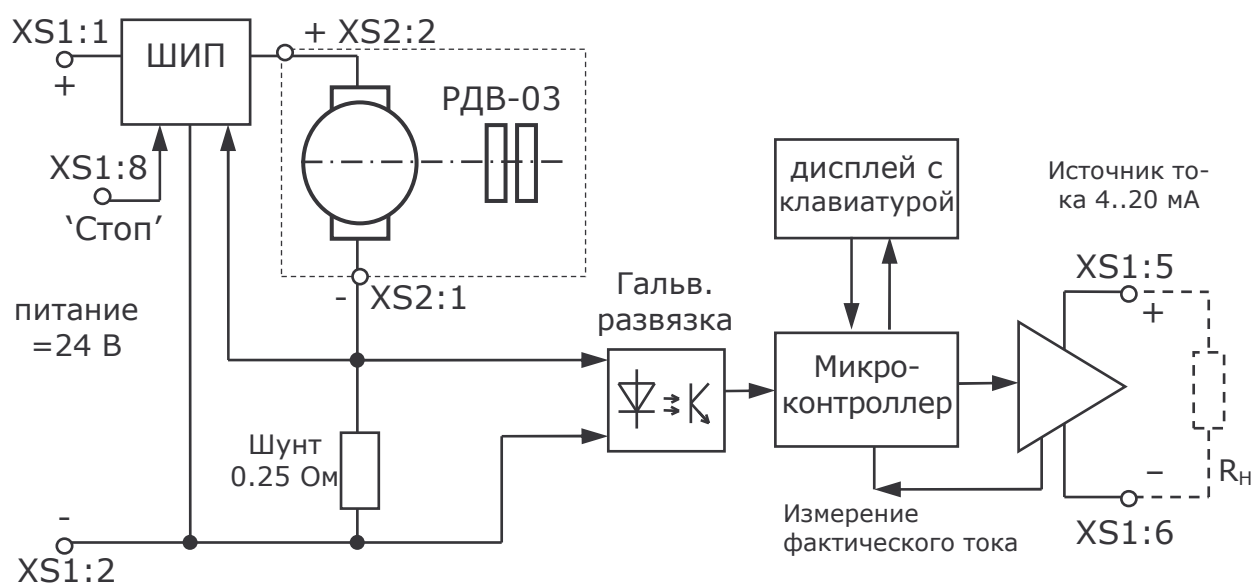 XS1:1
+
ШИП
+ XS2:2
РДВ-03
XS1:8
‘Стоп’
- XS2:1
питание
=24 В
Шунт
0.25 Ом
-
XS1:2
Гальв.
развязка
дисплей с
клавиатурой
Микро-
контроллер
Измерение
фактического тока
Источник то-
ка 4..20 мА
XS1:5
+
RН
–
XS1:6